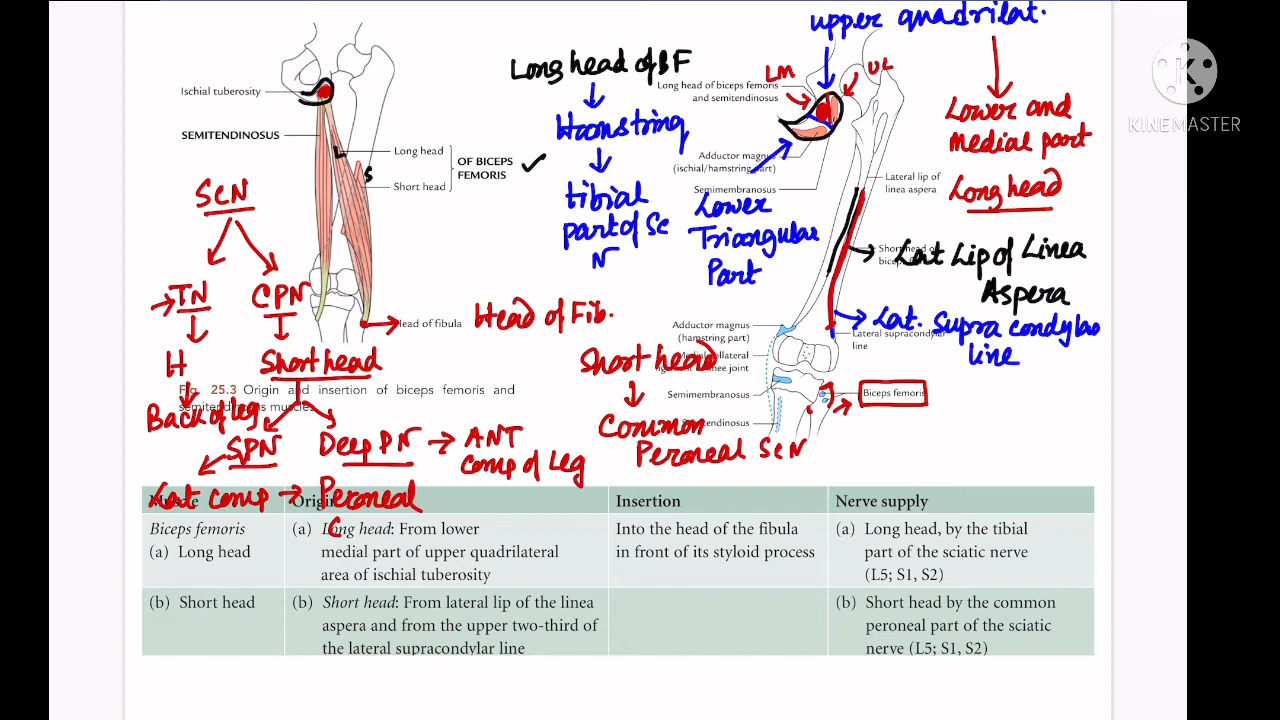 upper quadrilat.
Long head of BF
Hamstring
tibial
part of Sc
N
LM
UL
Lower and
Medial part
Long head
K
KINEMASTER
Ischial tuberosity
SEMITENDINOSUS
Long head
Short head
OF BICEPS
FEMORIS
S
Head of fibula
Head of Fib.
ScN
TN
CPN
H
Short head
Back of leg
SPN
Deep PN
ANT
comp of Leg
Lat comp
Peroneal
Fig. 25.3 Origin and insertion of biceps femoris and
semitendinosus muscles
Long head of biceps femoris
and semitendinosus
Adductor magnus
(ischial/hamstring part)
Semimembranosus
Lower
Triangular
Part
Lateral lip of
linea aspera
Short head of
Lat Lip of Linea
Aspera
Lat. Supra condylar
line
Lateral supracondylar
line
Adductor magnus
(hamstring part)
ligament of knee joint
Semimembranosus
Biceps femoris
Short head
Common
Peroneal ScN
Muscle
Origin
Insertion
Nerve supply
Biceps femoris
(a) Long head
(a) Long head: From lower
medial part of upper quadrilateral
area of ischial tuberosity
Into the head of the fibula
in front of its styloid process
(a) Long head, by the tibial
part of the sciatic nerve
(L5; S1, S2)
(b) Short head
(b) Short head: From lateral lip of the linea
aspera and from the upper two-third of
the lateral supracondylar line
(b) Short head by the common
peroneal part of the sciatic
nerve (L5; S1, S2)